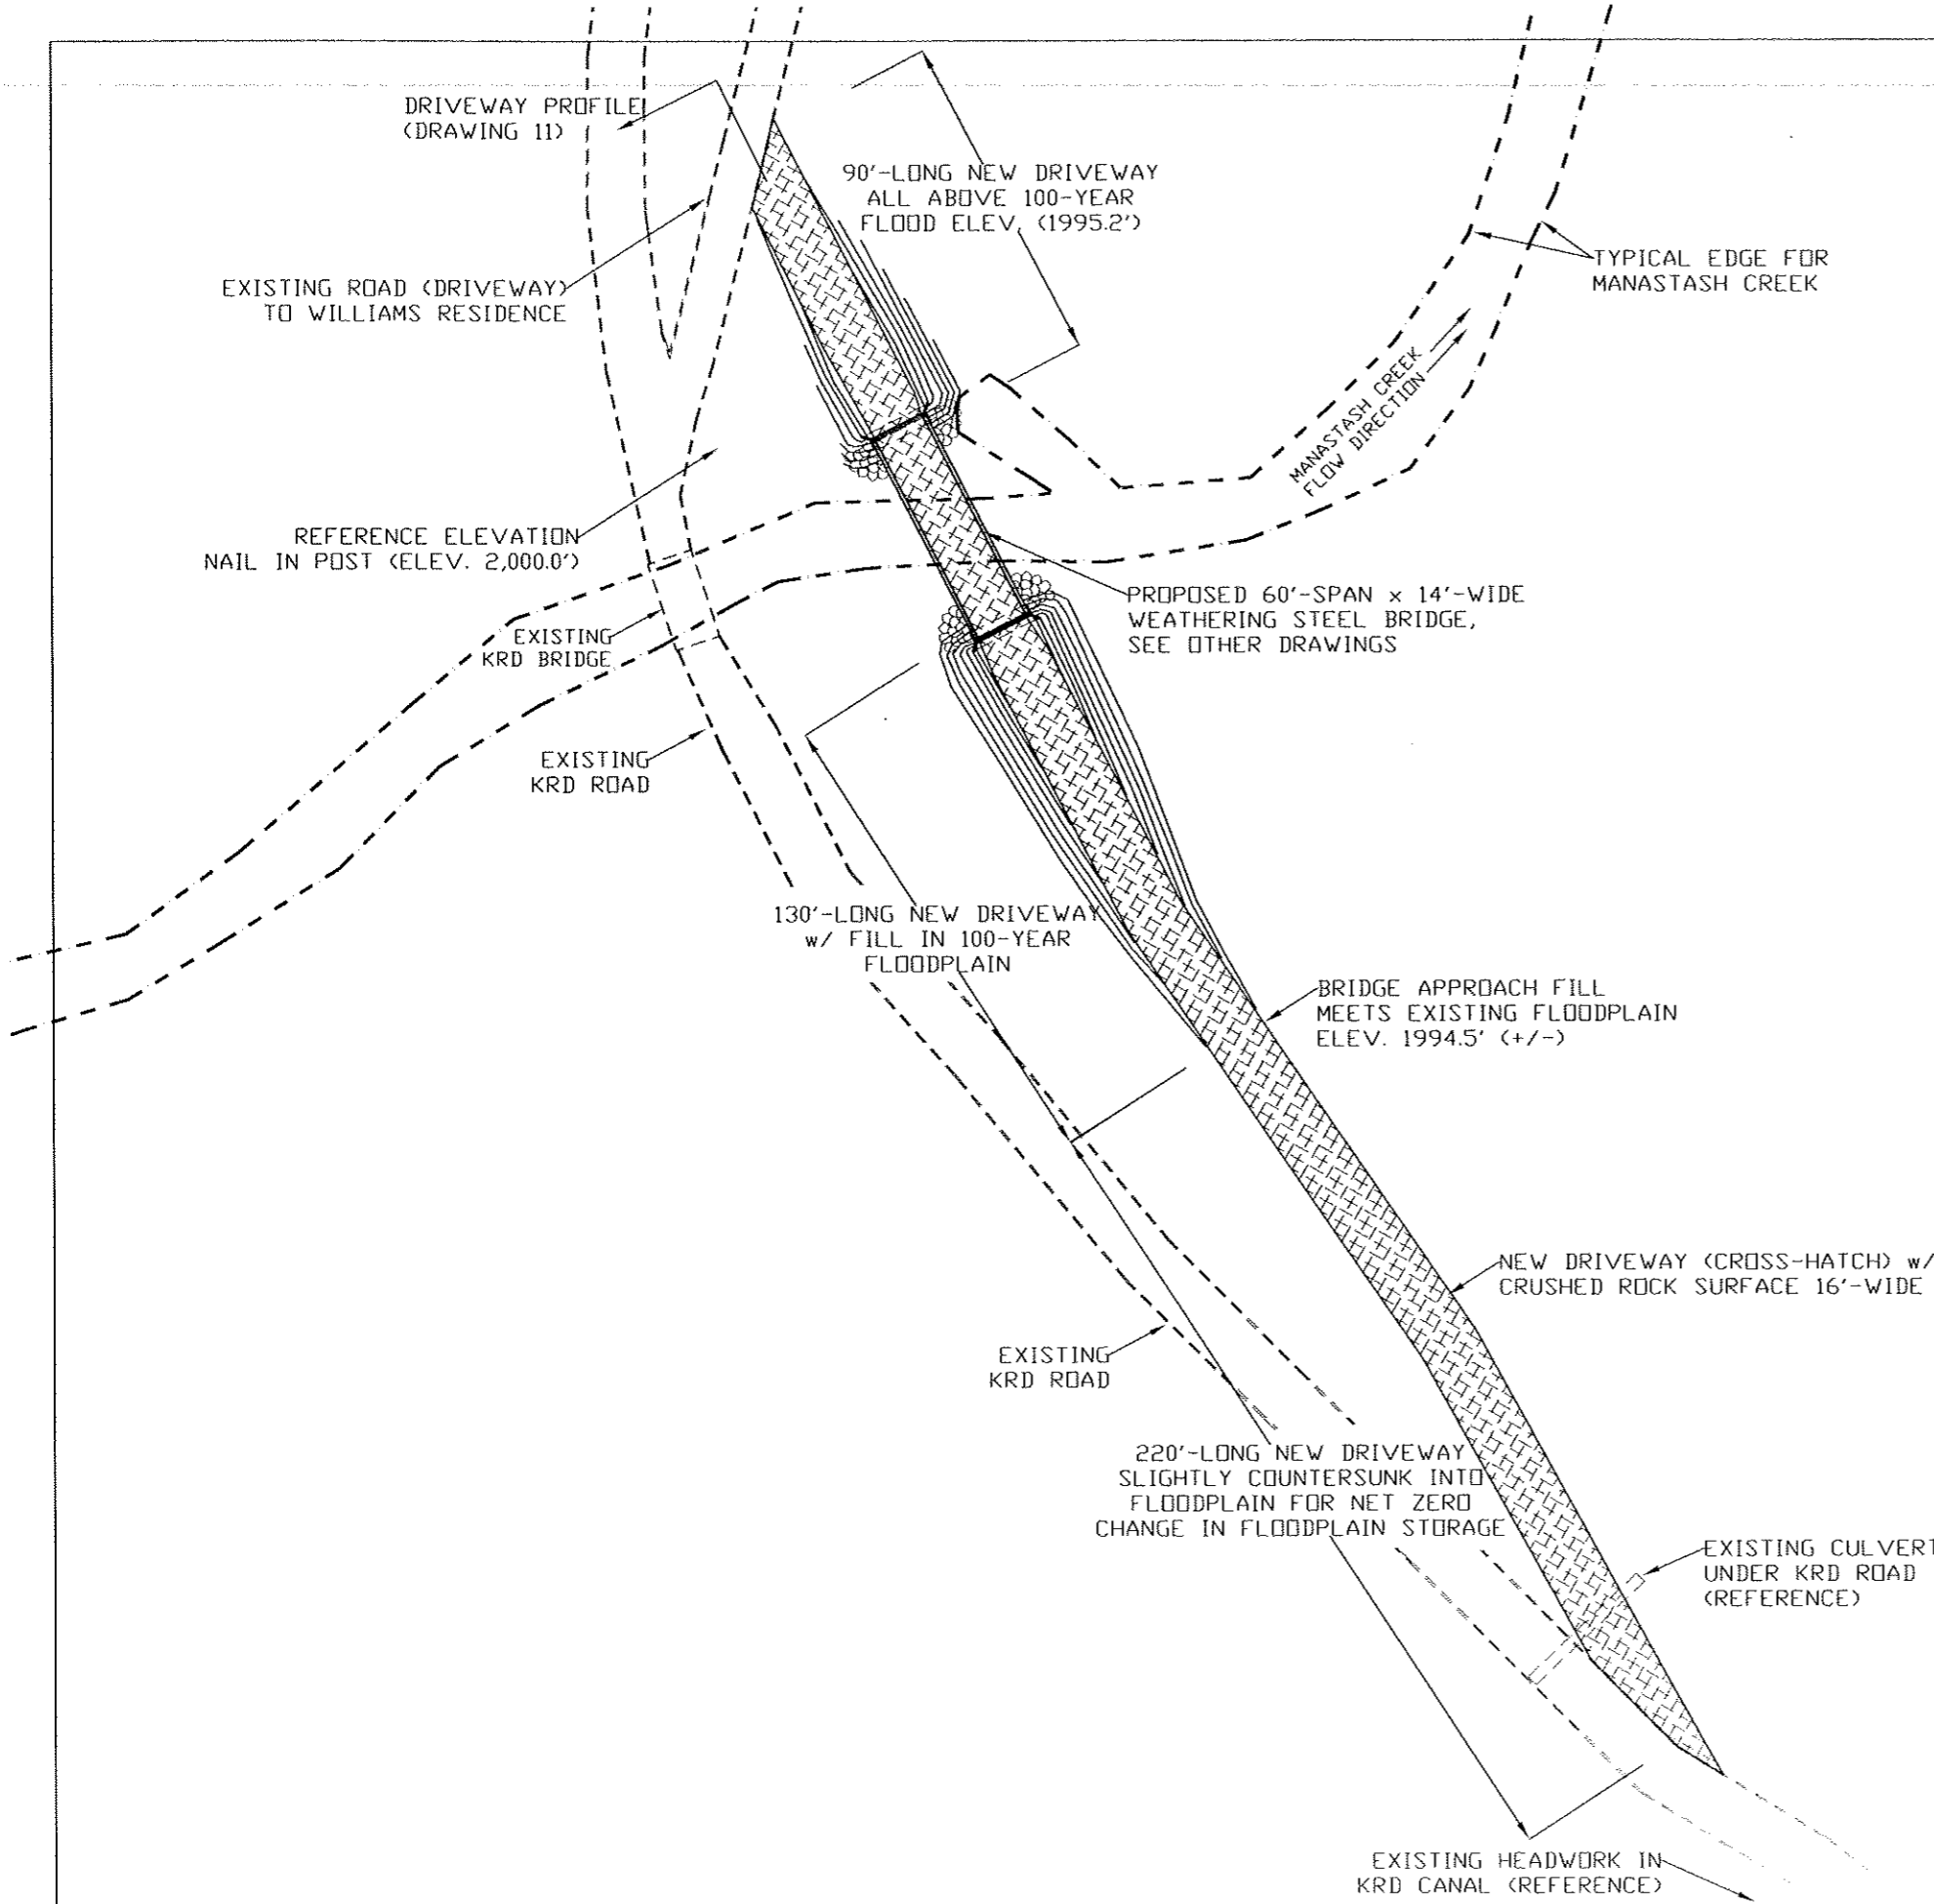 DRIVEWAY PROFILE
(DRAWING 11)
90'-LONG NEW DRIVEWAY
ALL ABOVE 100-YEAR
FLOOD ELEV. (1995.2')
TYPICAL EDGE FOR
MANASTASH CREEK
EXISTING ROAD (DRIVEWAY)
TO WILLIAMS RESIDENCE
MANASTASH CREEK
FLOW DIRECTION
REFERENCE ELEVATION
NAIL IN POST (ELEV. 2,000.0')
PROPOSED 60'-SPAN x 14'-WIDE
WEATHERING STEEL BRIDGE,
SEE OTHER DRAWINGS
EXISTING
KRD BRIDGE
EXISTING
KRD ROAD
130'-LONG NEW DRIVEWAY
w/ FILL IN 100-YEAR
FLOODPLAIN
BRIDGE APPROACH FILL
MEETS EXISTING FLOODPLAIN
ELEV. 1994.5' (+/-)
NEW DRIVEWAY (CROSS-HATCH) w/
CRUSHED ROCK SURFACE 16'-WIDE
EXISTING
KRD ROAD
220'-LONG NEW DRIVEWAY
SLIGHTLY COUNTERSUNK INTO
FLOODPLAIN FOR NET ZERO
CHANGE IN FLOODPLAIN STORAGE
EXISTING CULVERT
UNDER KRD ROAD
(REFERENCE)
EXISTING HEADWORK IN
KRD CANAL (REFERENCE)